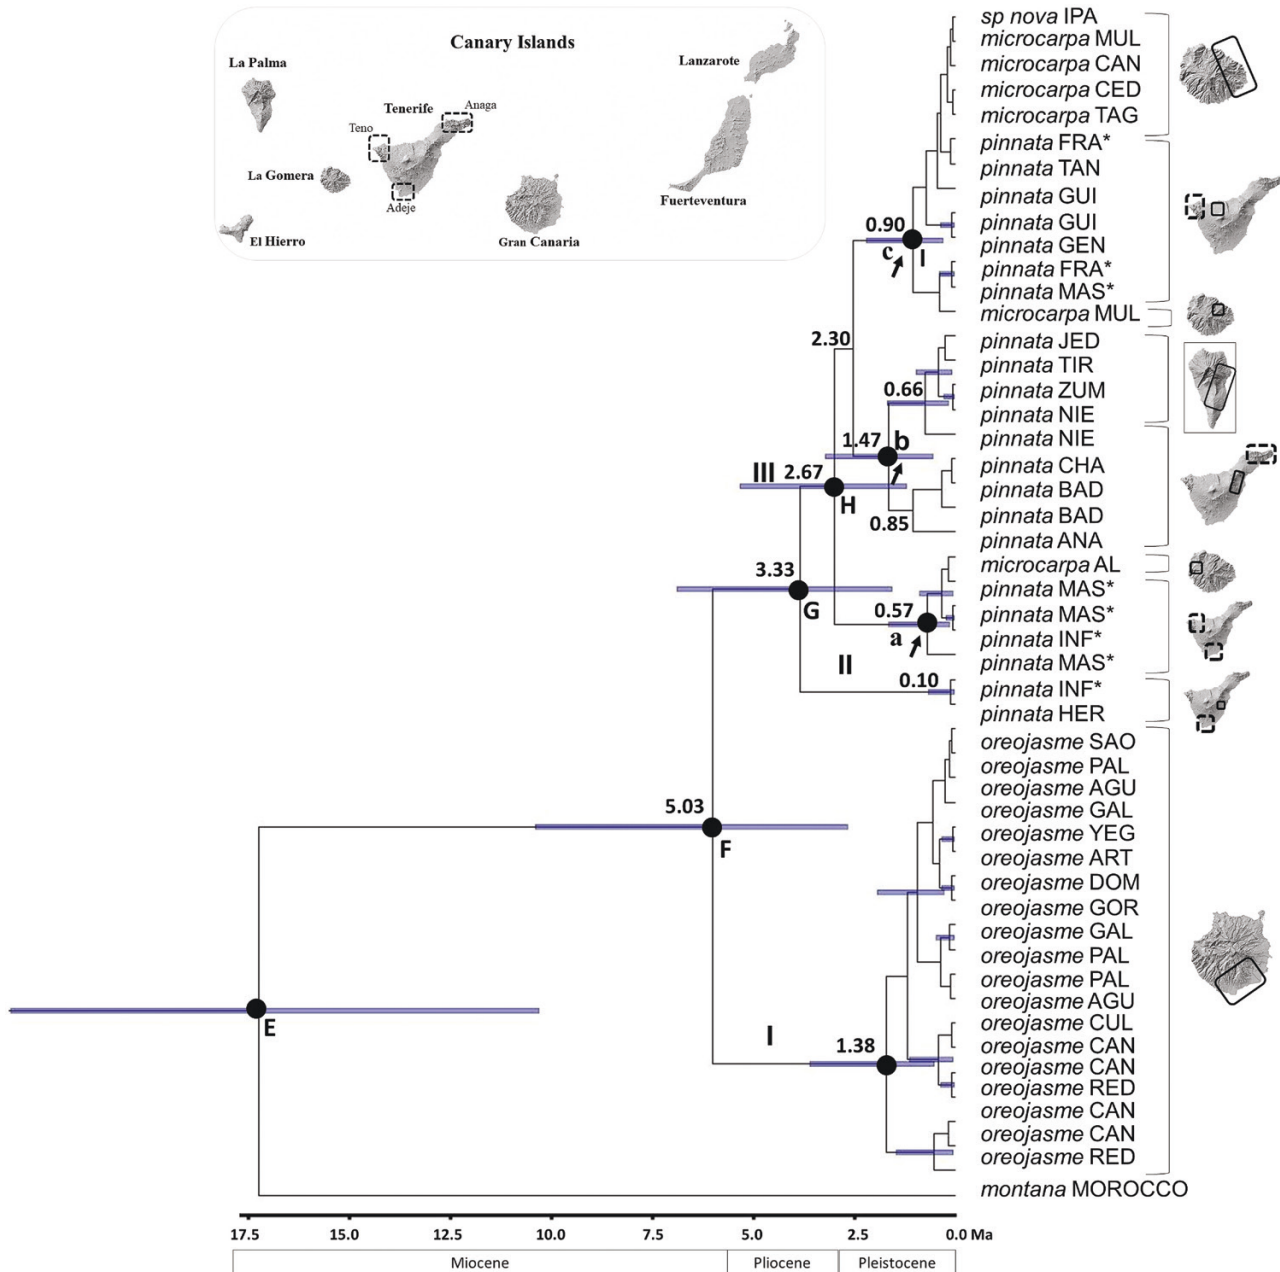 Canary Islands
La Palma
Lanzarote
Tenerife
Anaga
Teno
La Gomera
Adeje
Fuerteventura
El Hierro
Gran Canaria
sp nova IPA
microcarpa MUL
microcarpa CAN
microcarpa CED
microcarpa TAG
pinnata FRA*
pinnata TAN
pinnata GUI
pinnata GUI
pinnata GEN
pinnata FRA*
pinnata MAS*
microcarpa MUL
pinnata JED
pinnata TIR
pinnata ZUM
pinnata NIE
pinnata NIE
pinnata CHA
pinnata BAD
pinnata BAD
pinnata ANA
microcarpa AL
pinnata MAS*
pinnata MAS*
pinnata INF*
pinnata MAS*
pinnata INF*
pinnata HER
oreojasme SAO
oreojasme PAL
oreojasme AGU
oreojasme GAL
oreojasme YEG
oreojasme ART
oreojasme DOM
oreojasme GOR
oreojasme GAL
oreojasme PAL
oreojasme PAL
oreojasme AGU
oreojasme CUL
oreojasme CAN
oreojasme CAN
oreojasme RED
oreojasme CAN
oreojasme CAN
oreojasme RED
montana MOROCCO
0.90
c I
2.30
0.66
1.47 b
III 2.67
H
0.85
3.33
G
0.57
a
II
0.10
5.03
F
E
I
1.38
17.5 15.0 12.5 10.0 7.5 5.0 2.5 0.0 Ma
Miocene Pliocene Pleistocene